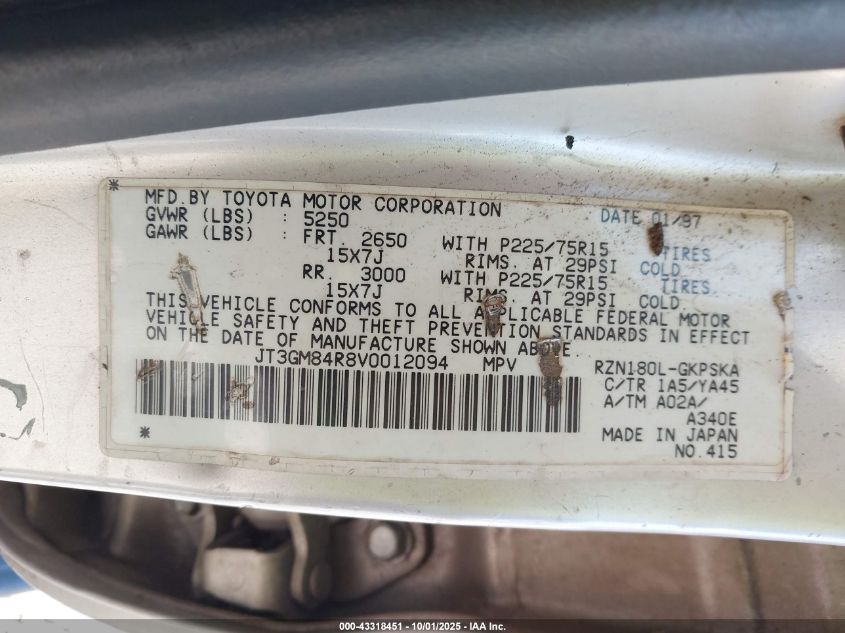 MFD.BY TOYOTA MOTOR CORPORATION DATE 01/97
GVWR (LBS) : 5250
GAWR (LBS) : FRT. 2650 WITH P225/75R15 TIRES
15X7J RIMS. AT 29PSI COLD
RR. 3000 WITH P225/75R15 TIRES
15X7J RIMS. AT 29PSI COLD.
THIS VEHICLE CONFORMS TO ALL APPLICABLE FEDERAL MOTOR
VEHICLE SAFETY AND THEFT PREVENTION STANDARDS IN EFFECT
ON THE DATE OF MANUFACTURE SHOWN ABOVE.
JT3GM84R8V0012094 MPV RZN180L-GKPSKA
C/TR 1A5/YA45
A/TM A02A/
A340E
MADE IN JAPAN
NO.415
000-43318451 - 10/01/2025 - IAA Inc.